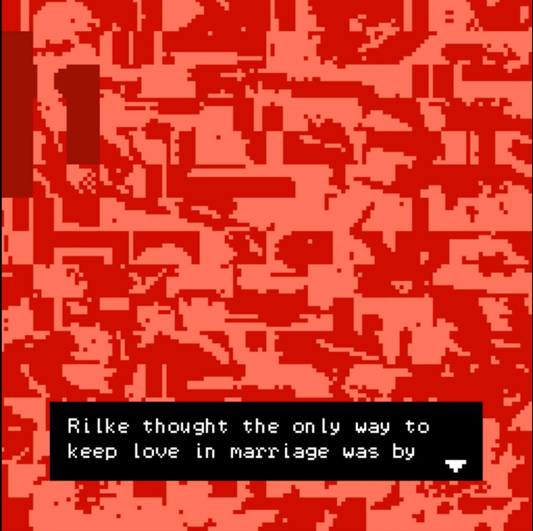 Rilke thought the only way to
keep love in marriage was by